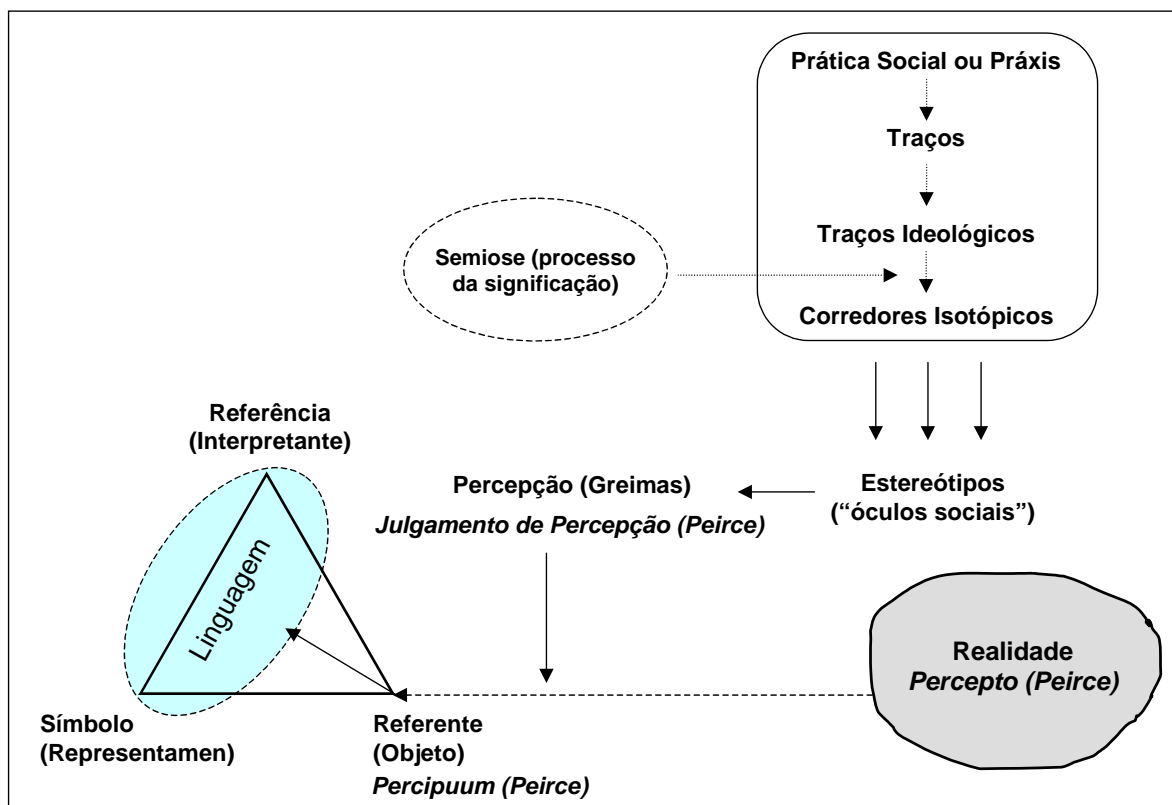 Prática Social ou Práxis
Traços
Traços Ideológicos
Semiose (processo
da significação)
Corredores Isotópicos
Referência
(Interpretante)
Percepção (Greimas)
Julgamento de Percepção (Peirce)
Estereótipos
(“óculos sociais”)
Linguagem
Realidade
Percepto (Peirce)
Símbolo
(Representamen)
Referente
(Objeto)
Percipuum (Peirce)